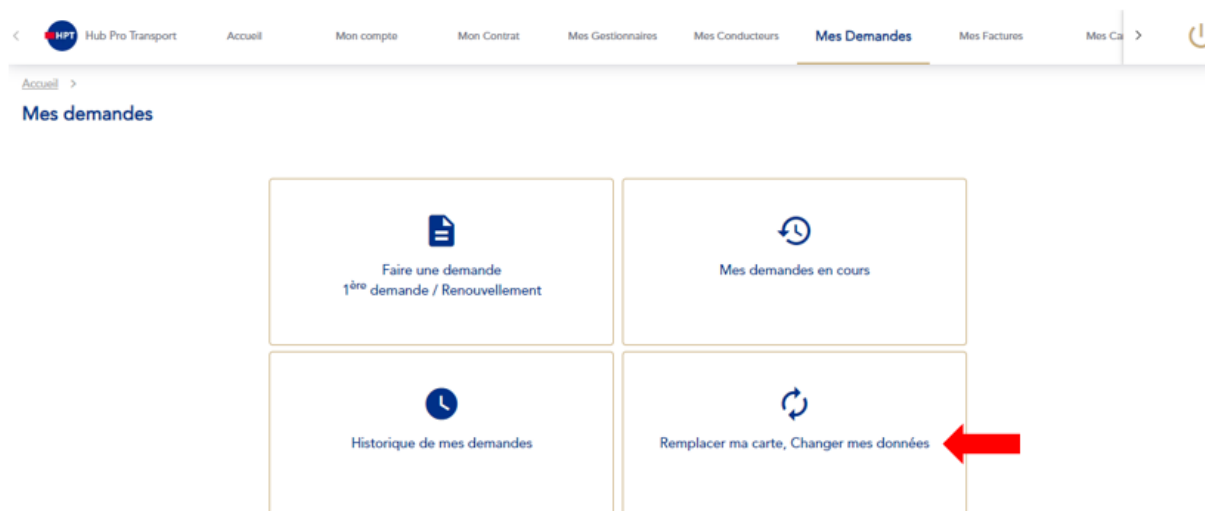 HPT Hub Pro Transport Accueil Mon compte Mon Contrat Mes Gestionnaires Mes Conducteurs Mes Demandes Mes Factures Mes Ca
Accueil >
Mes demandes
Faire une demande
1ère demande / Renouvellement
Mes demandes en cours
Historique de mes demandes
Remplacer ma carte, Changer mes données